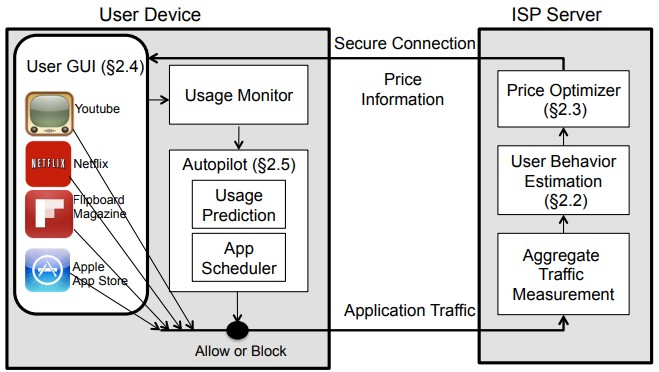 User Device
ISP Server
User GUI (§2.4)
Youtube
NETFLIX
Netflix
Flipboard
Magazine
Apple
App Store
Usage Monitor
Autopilot (§2.5)
Usage
Prediction
App
Scheduler
Allow or Block
Secure Connection
Price
Information
Application Traffic
Price Optimizer
(§2.3)
User Behavior
Estimation
(§2.2)
Aggregate
Traffic
Measurement